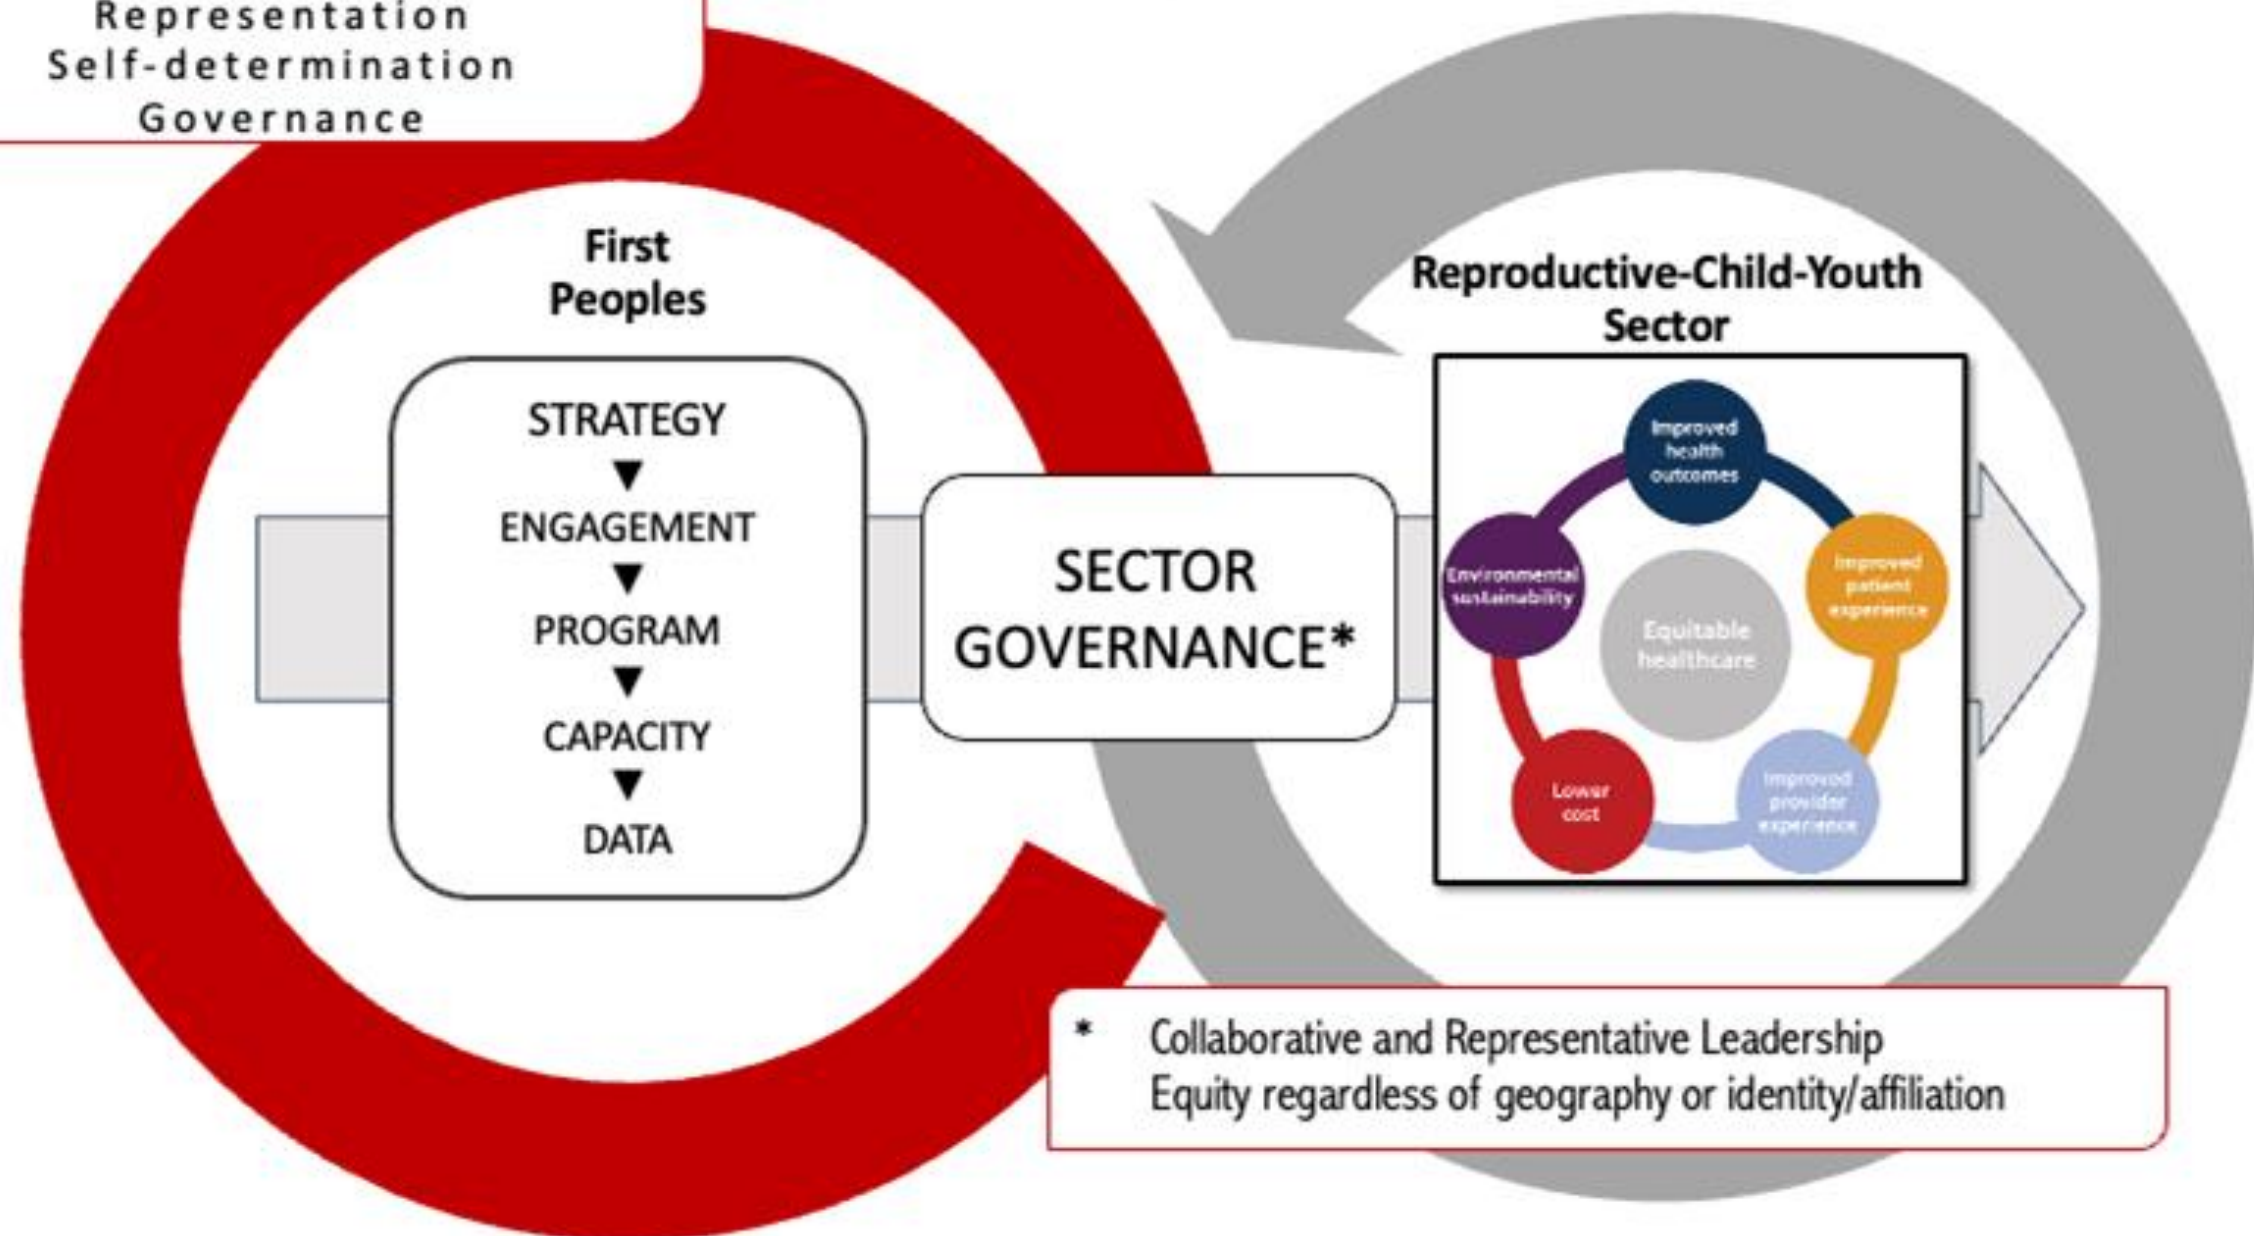 Representation
Self-determination
Governance
First
Peoples
STRATEGY
ENGAGEMENT
PROGRAM
CAPACITY
DATA
SECTOR
GOVERNANCE*
Reproductive-Child-Youth
Sector
Improved
health
outcomes
Improved
patient
experience
Improved
provider
experience
Lower
cost
Environmental
sustainability
Equitable
healthcare
* Collaborative and Representative Leadership
Equity regardless of geography or identity/affiliation